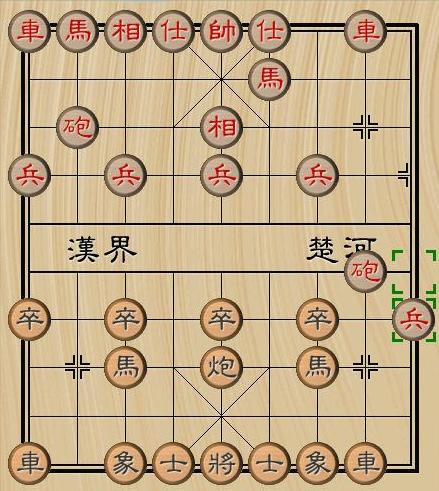 車馬相仕帥仕車
馬
砲相
兵兵兵兵
漢界 楚河
砲
卒卒卒卒兵
馬炮馬
車象士將士象車